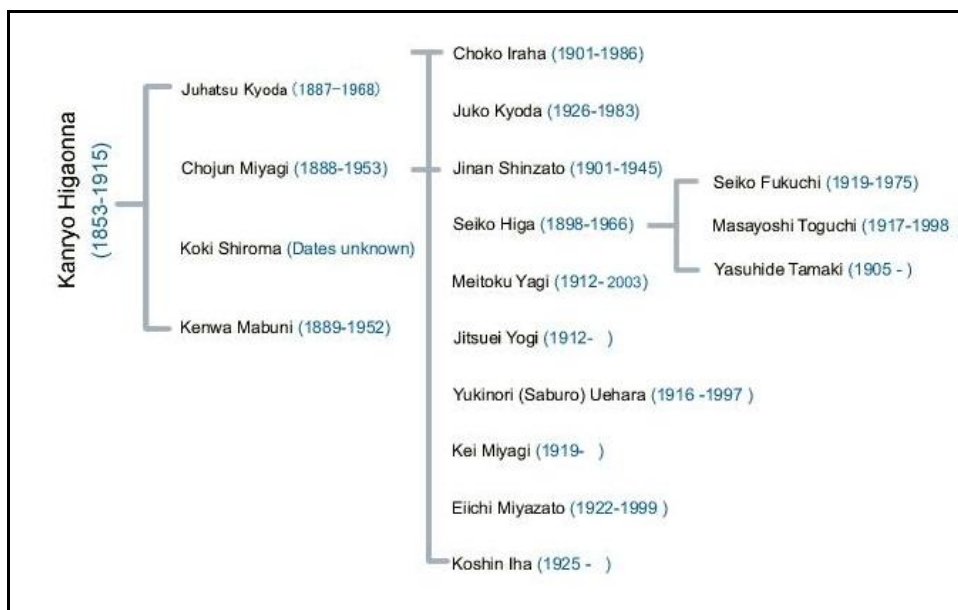 Kanryo Higaonna
(1853-1915)
Juhatsu Kyoda (1887-1968)
Chojun Miyagi (1888-1953)
Koki Shiroma (Dates unknown)
Kenwa Mabuni (1889-1952)
Choko Iraha (1901-1986)
Juko Kyoda (1926-1983)
Jinan Shinzato (1901-1945)
Seiko Higa (1898-1966)
Meitoku Yagi (1912- 2003)
Jitsuei Yogi (1912- )
Yukinori (Saburo) Uehara (1916 -1997 )
Kei Miyagi (1919- )
Eiichi Miyazato (1922-1999 )
Koshin Iha (1925 - )
Seiko Fukuchi (1919-1975)
Masayoshi Toguchi (1917-1998
Yasuhide Tamaki (1905 - )